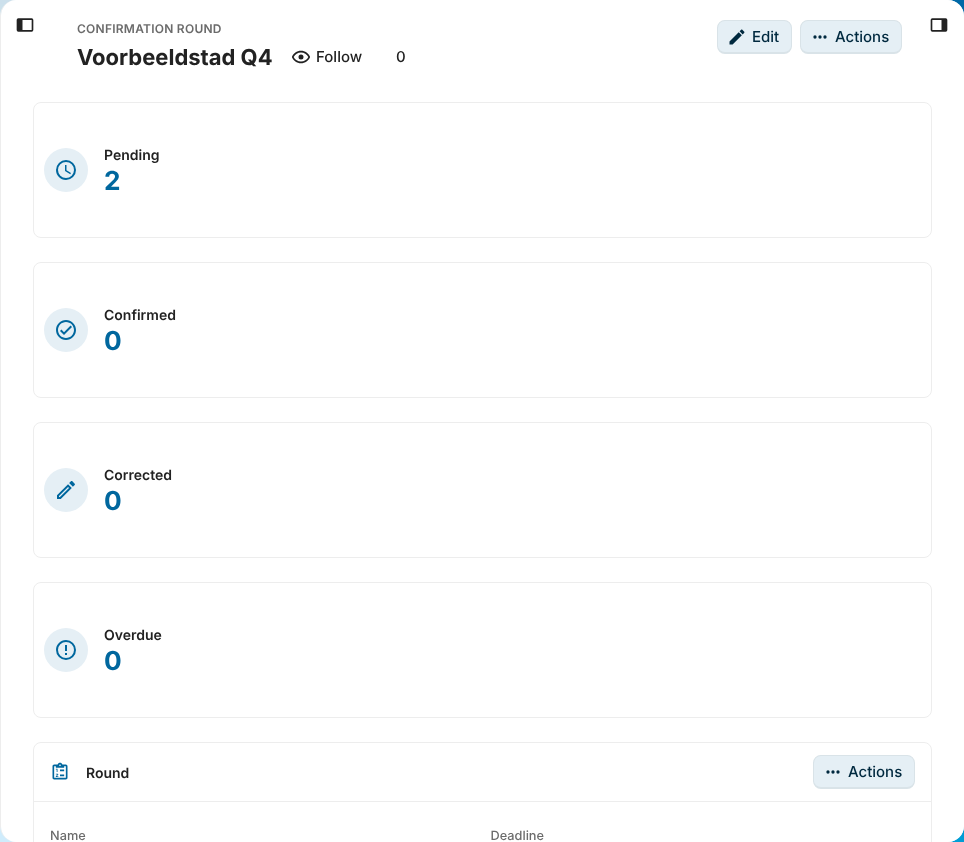 CONFIRMATION ROUND
Voorbeeldstad Q4
Follow
0
Edit
Actions
Pending
2
Confirmed
0
Corrected
0
Overdue
0
Round
Actions
Name
Deadline